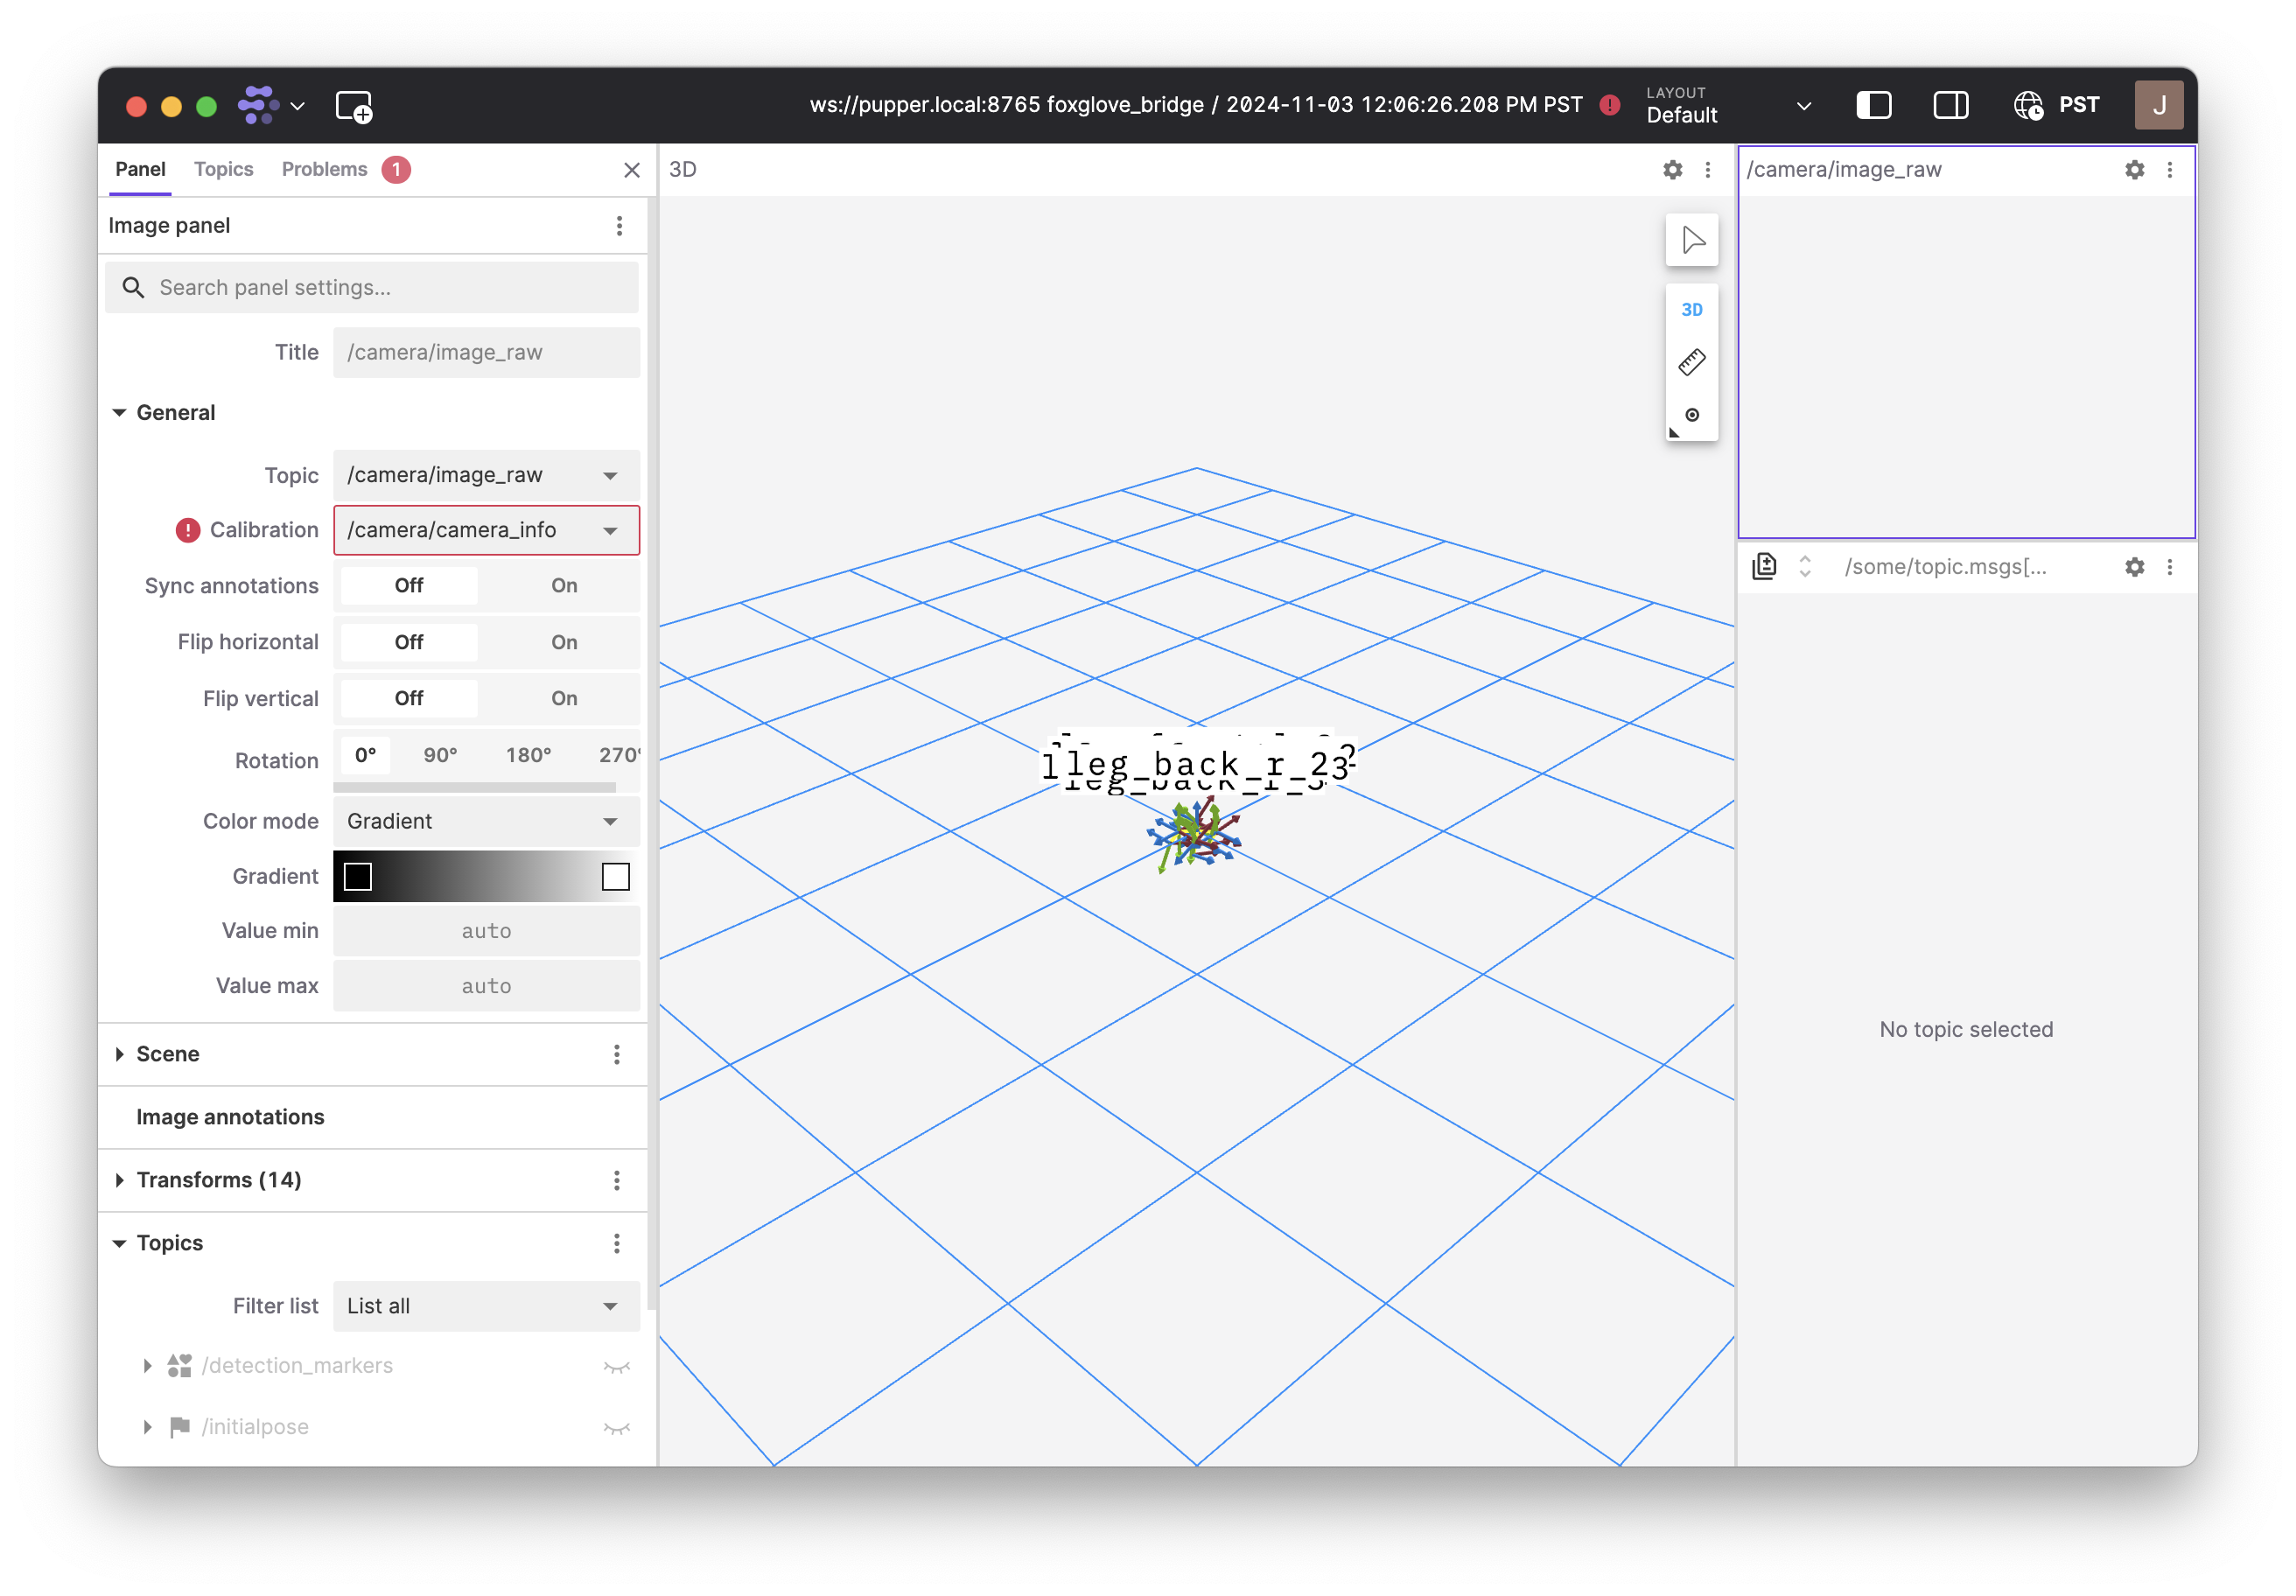 ws://pupper.local:8765 foxglove_bridge / 2024-11-03 12:06:26.208 PM PST
LAYOUT
Default
PST
J
Panel
Topics
Problems
1
Image panel
Search panel settings...
Title
/camera/image_raw
General
Topic
/camera/image_raw
Calibration
/camera/camera_info
Sync annotations
Off
On
Flip horizontal
Off
On
Flip vertical
Off
On
Rotation
0°
90°
180°
270°
Color mode
Gradient
Gradient
Value min
auto
Value max
auto
Scene
Image annotations
Transforms (14)
Topics
Filter list
List all
/detection_markers
/initialpose
3D
3D
leg_back_r_2
leg_back_r_3
/camera/image_raw
/some/topic.msgs[...
No topic selected